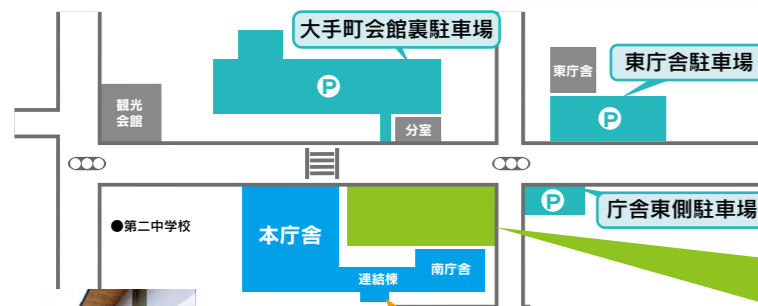 大手町会館裏駐車場
東庁舎
東庁舎駐車場
P
観光
会館
P
分室
P
庁舎東側駐車場
●第二中学校
本庁舎
南庁舎
連結棟